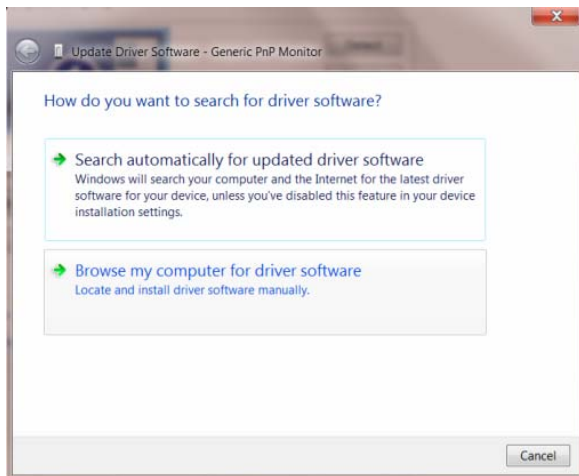 Update Driver Software - Generic PnP Monitor
How do you want to search for driver software?
Search automatically for updated driver software
Windows will search your computer and the Internet for the latest driver
software for your device, unless you've disabled this feature in your device
installation settings.
Browse my computer for driver software
Locate and install driver software manually.
Cancel